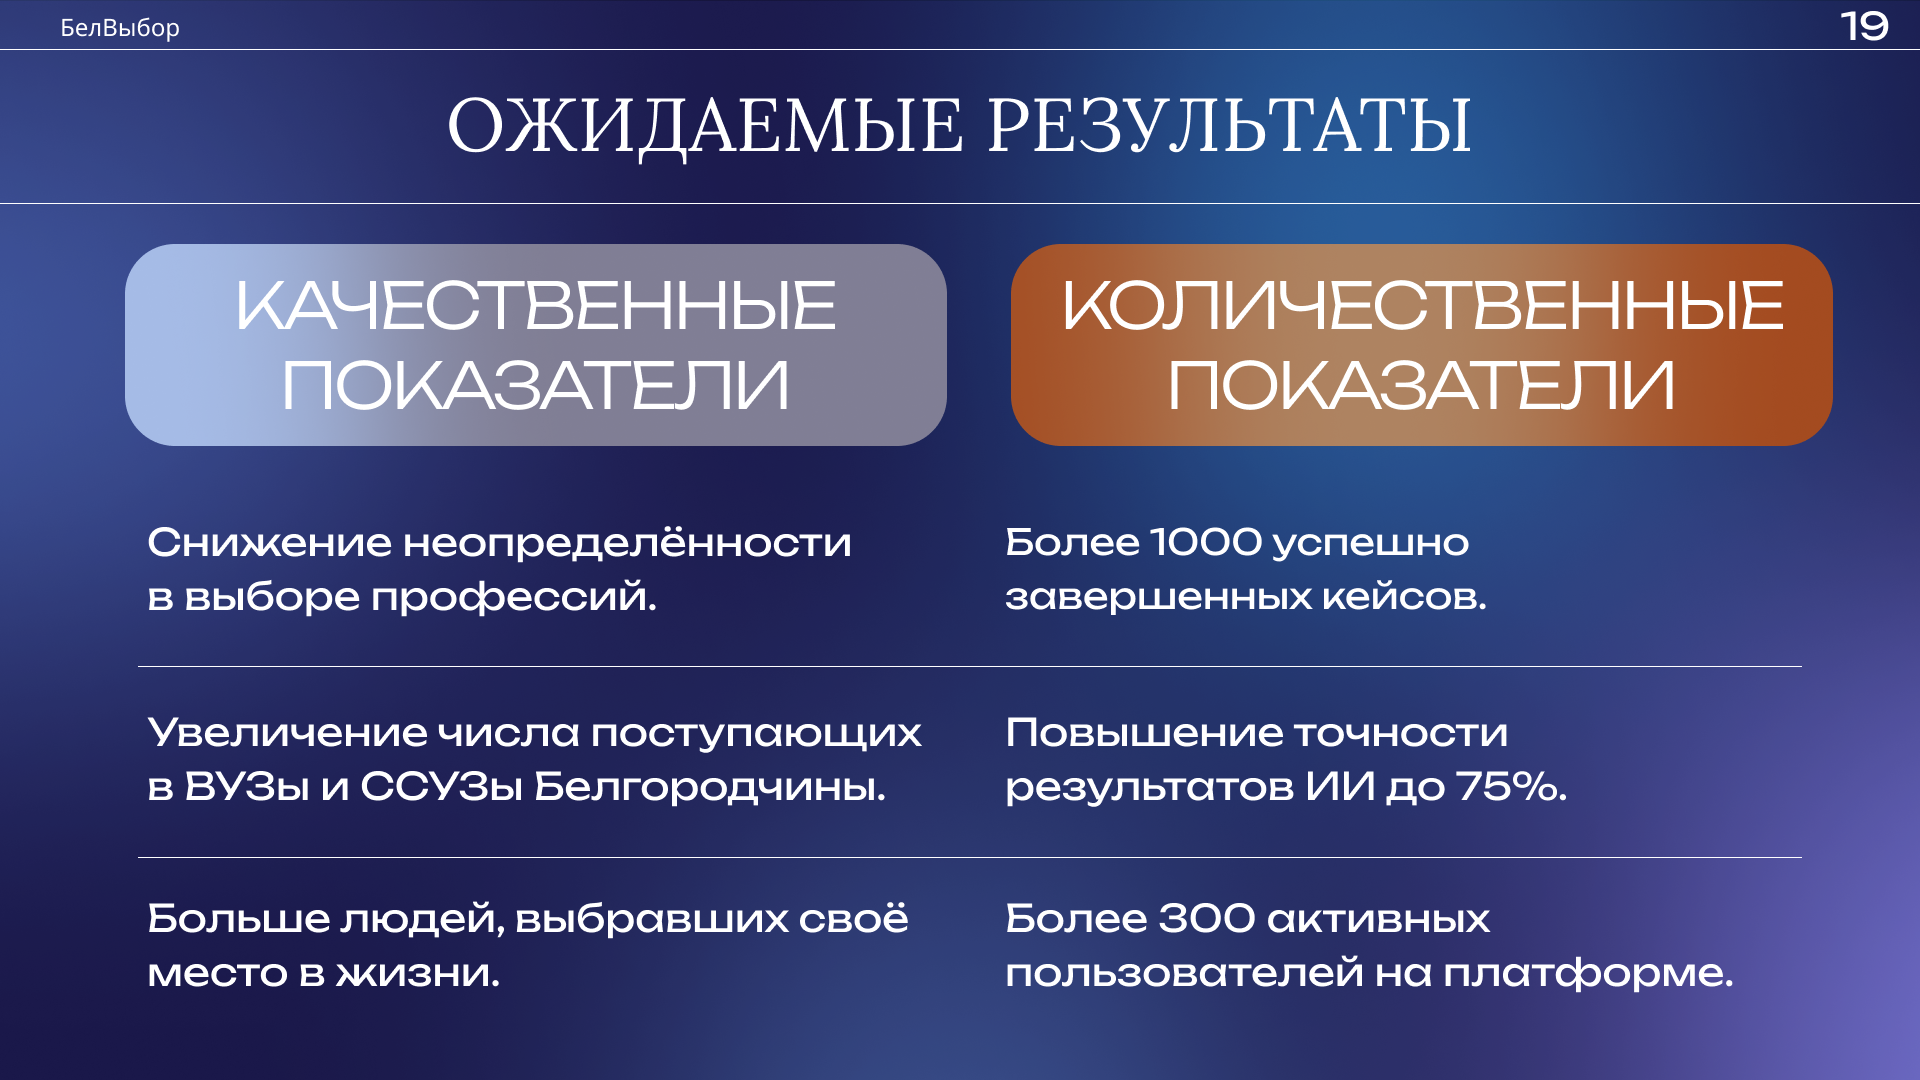 БелВыбор
19
ОЖИДАЕМЫЕ РЕЗУЛЬТАТЫ
КАЧЕСТВЕННЫЕ
ПОКАЗАТЕЛИ
КОЛИЧЕСТВЕННЫЕ
ПОКАЗАТЕЛИ
Снижение неопределённости
в выборе профессий.
Более 1000 успешно
завершенных кейсов.
Увеличение числа поступающих
в ВУЗы и ССУЗы Белгородчины.
Повышение точности
результатов ИИ до 75%.
Больше людей, выбравших своё
место в жизни.
Более 300 активных
пользователей на платформе.